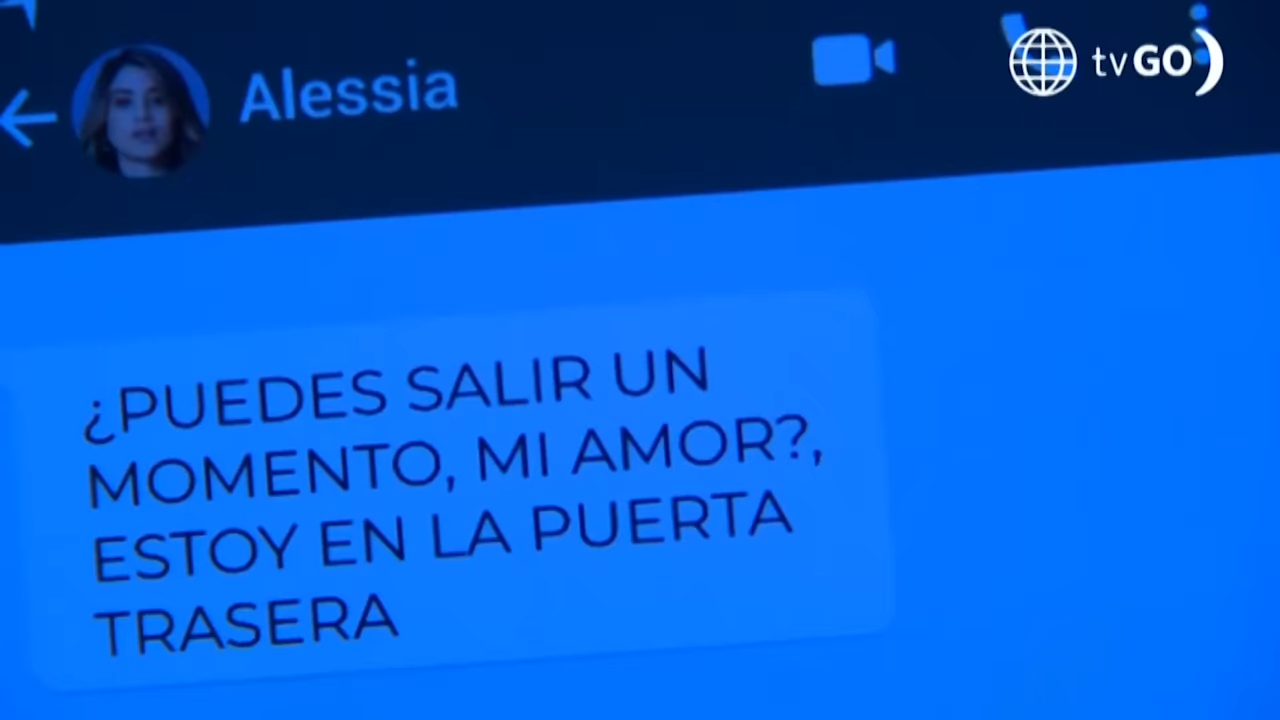 Alessia
tvGO
¿PUEDES SALIR UN
MOMENTO, MI AMOR?,
ESTOY EN LA PUERTA
TRASERA